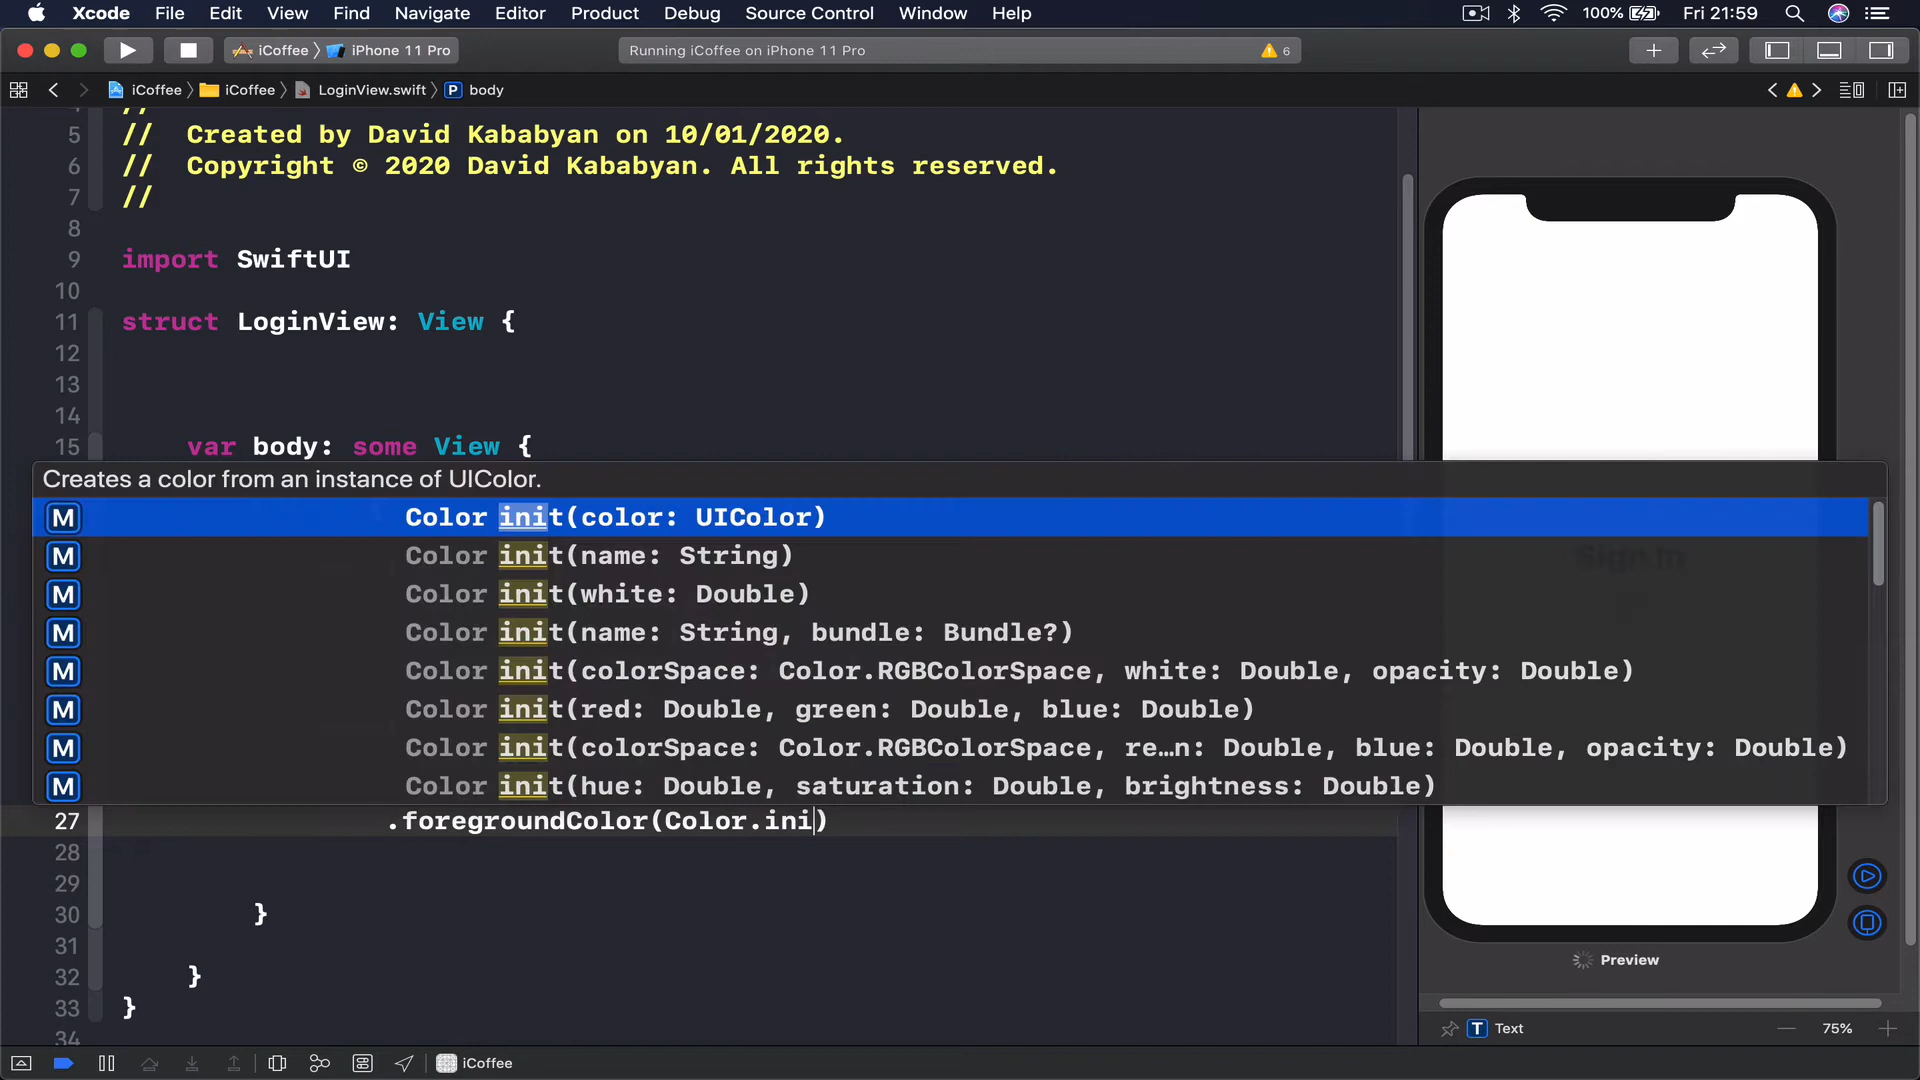 Xcode File Edit View Find Navigate Editor Product Debug Source Control Window Help 100% Fri 21:59
iCoffee iPhone 11 Pro Running iCoffee on iPhone 11 Pro 6
iCoffee iCoffee LoginView.swift P body
//
5 // Created by David Kababyan on 10/01/2020.
6 // Copyright © 2020 David Kababyan. All rights reserved.
7 //
8
9 import SwiftUI
10
11 struct LoginView: View {
12
13
14
15 var body: some View {
Creates a color from an instance of UIColor.
M Color init(color: UIColor)
M Color init(name: String)
M Color init(white: Double)
M Color init(name: String, bundle: Bundle?)
M Color init(colorSpace: Color.RGBColorSpace, white: Double, opacity: Double)
M Color init(red: Double, green: Double, blue: Double)
M Color init(colorSpace: Color.RGBColorSpace, re…n: Double, blue: Double, opacity: Double)
M Color init(hue: Double, saturation: Double, brightness: Double)
Sign In
27 .foregroundColor(Color.ini)
28
29
30 }
31
32 }
33 }
34
Preview
T Text 75%
iCoffee